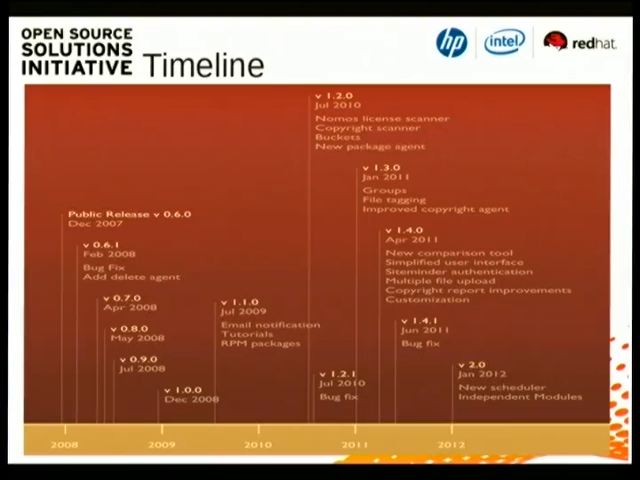 OPEN SOURCE
SOLUTIONS
INITIATIVE
Timeline
hp
intel
redhat.
v 1.2.0
Jul 2010
Nomos license scanner
Copyright scanner
Buckets
New package agent
v 1.3.0
Jan 2011
Groups
File tagging
Improved copyright agent
Public Release v 0.6.0
Dec 2007
v 1.4.0
Apr 2011
New comparison tool
Simplified user interface
Siteminder authentication
Multiple file upload
Copyright report improvements
Customization
v 0.6.1
Feb 2008
Bug Fix
Add delete agent
v 0.7.0
Apr 2008
v 1.1.0
Jul 2009
Email notification
Tutorials
RPM packages
v 0.8.0
May 2008
v 1.4.1
Jun 2011
Bug fix
v 0.9.0
Jul 2008
v 2.0
Jan 2012
New scheduler
Independent Modules
v 1.2.1
Jul 2010
Bug fix
v 1.0.0
Dec 2008
2008
2009
2010
2011
2012